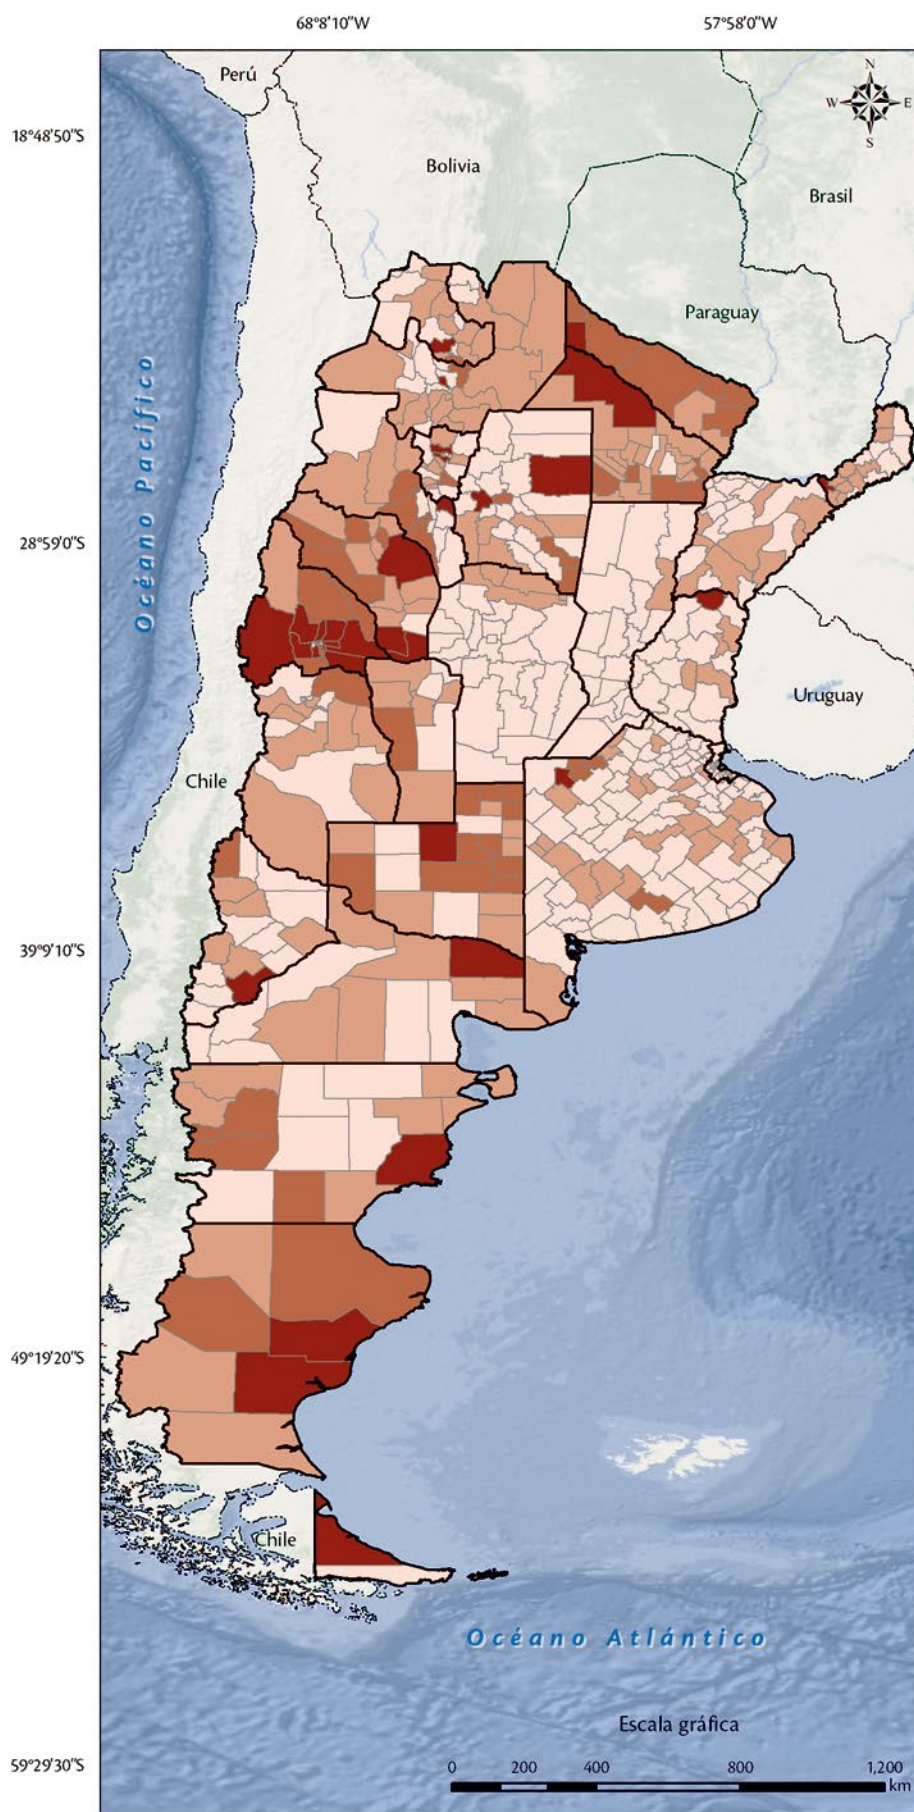 68°8'10"W
57°58'0"W
Perú
N
W
E
S
18°48'50"S
Bolivia
Brasil
Paraguay
Océano Pacífico
28°59'0"S
Uruguay
Chile
39°9'10"S
49°19'20"S
Chile
Océano Atlántico
Escala gráfica
59°29'30"S
0 200 400 800 1,200
km